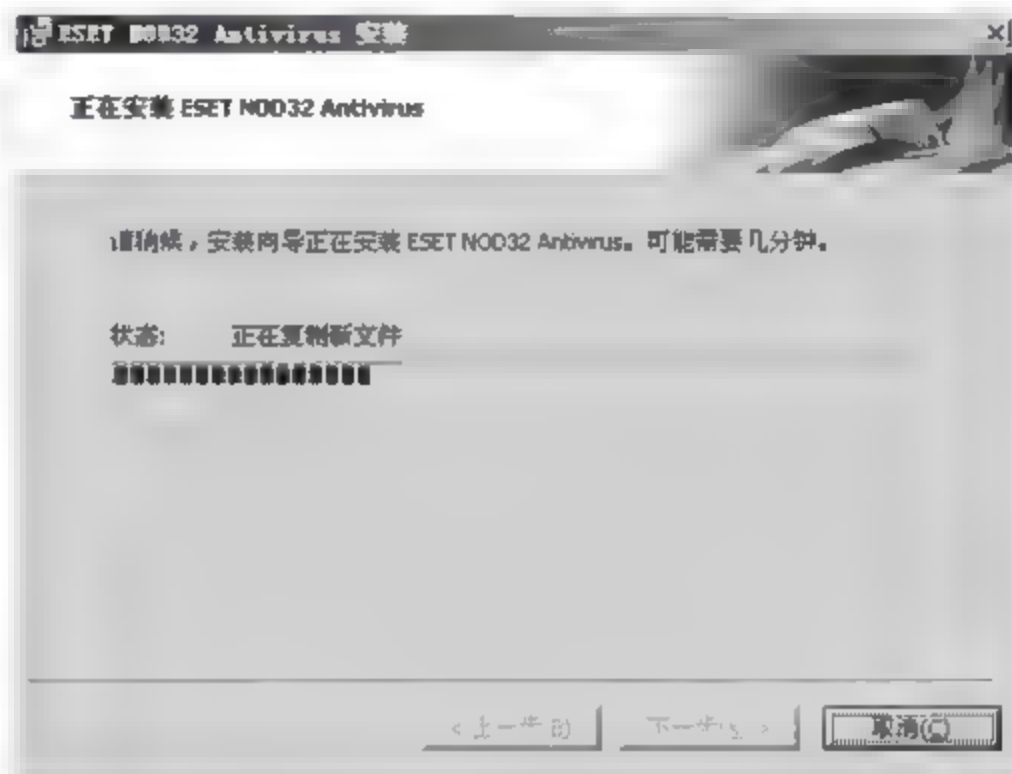 ESET NOD32 Antivirus 安装
正在安装 ESET NOD32 Antivirus
请稍候，安装向导正在安装 ESET NOD32 Antivirus。可能需要几分钟。
状态: 正在复制新文件
< 上一步(B) 下一步(N) > 取消(C)